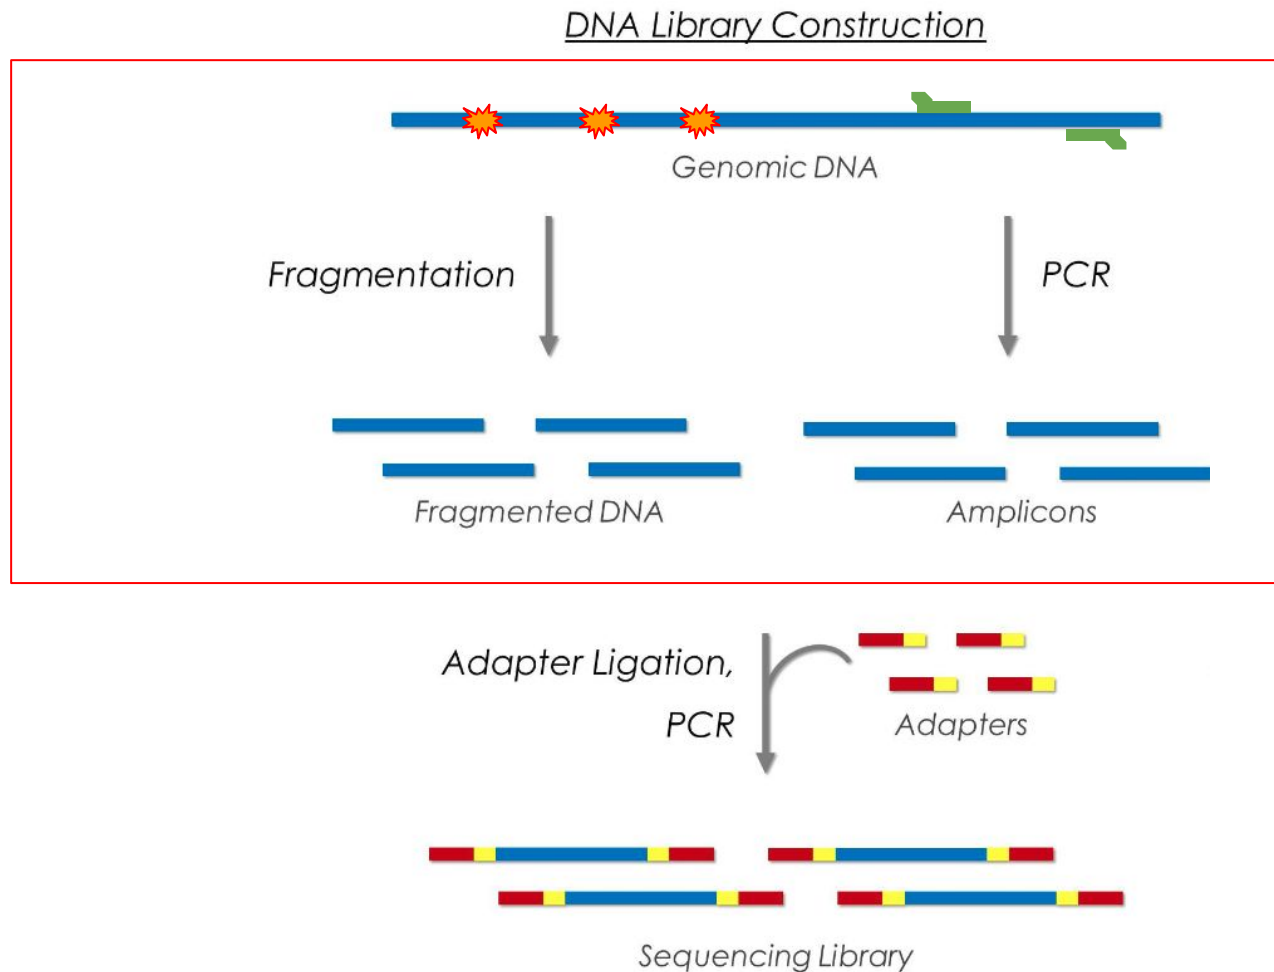 DNA Library Construction
Genomic DNA
Fragmentation
PCR
Fragmented DNA
Amplicons
Adapter Ligation,
PCR
Adapters
Sequencing Library